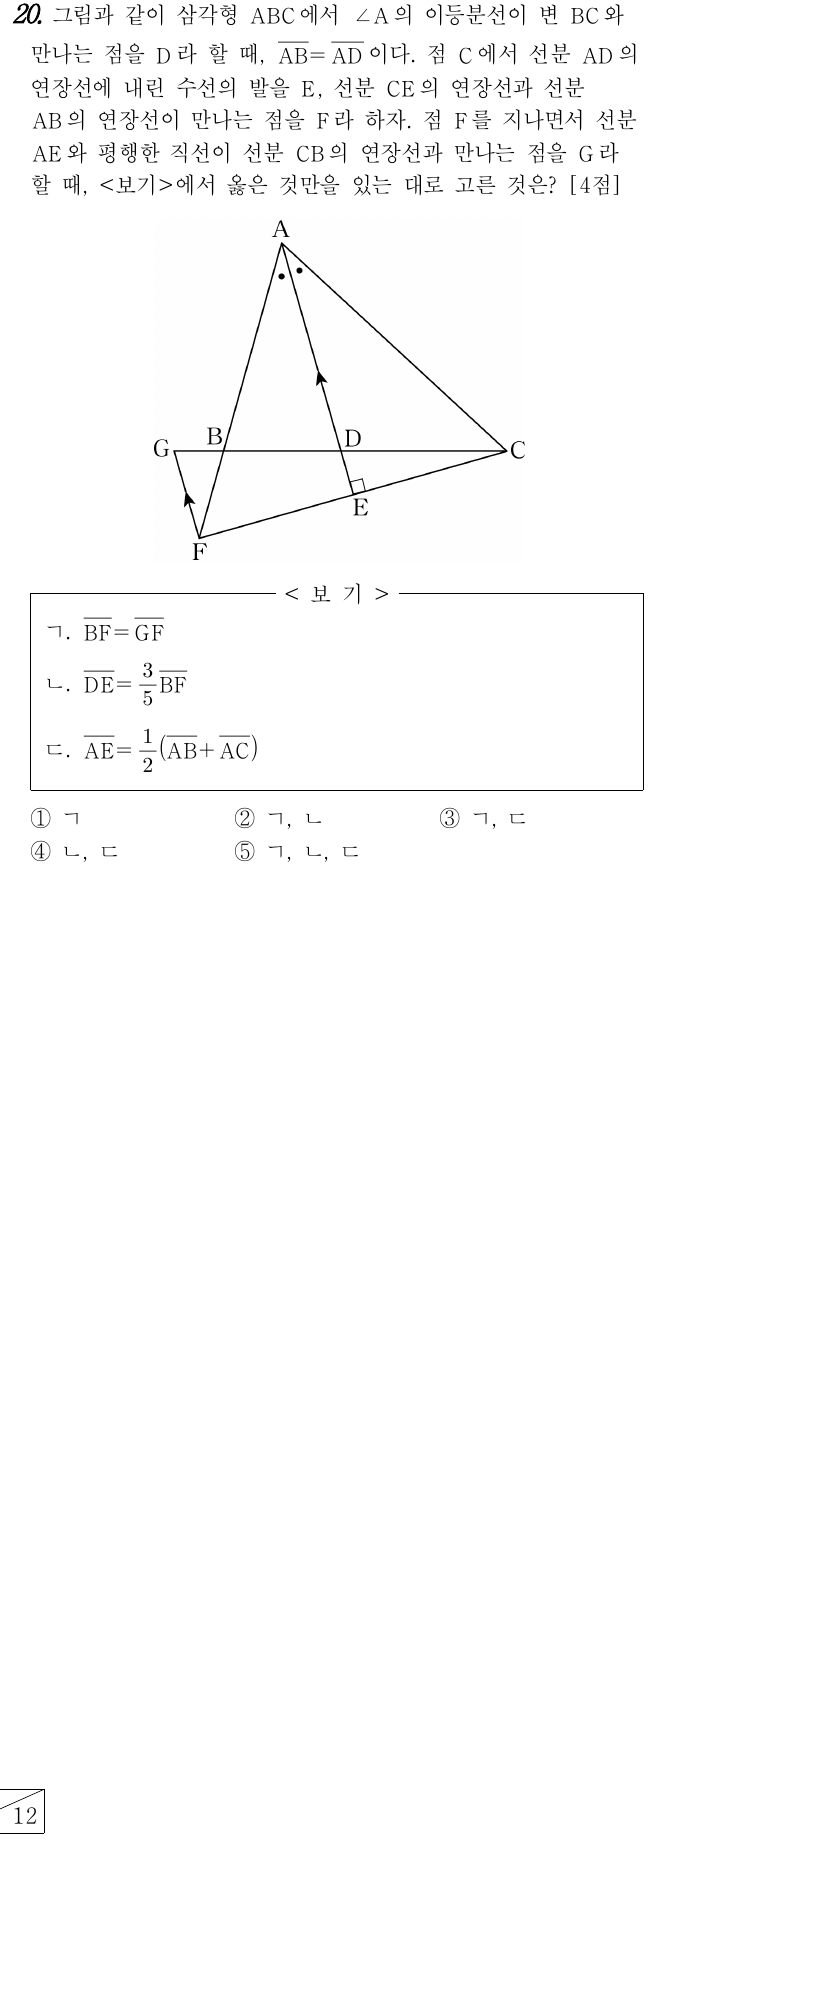 20. 그림과 같이 삼각형 ABC에서 ∠A의 이등분선이 변 BC와
만나는 점을 D라 할 때, \overline{AB}=\overline{AD}이다. 점 C에서 선분 AD의
연장선에 내린 수선의 발을 E, 선분 CE의 연장선과 선분
AB의 연장선이 만나는 점을 F라 하자. 점 F를 지나면서 선분
AE와 평행한 직선이 선분 CB의 연장선과 만나는 점을 G라
할 때, <보기>에서 옳은 것만을 있는 대로 고른 것은? [4점]
A
G B D C
E
F
< 보 기 >
ㄱ. \overline{BF}=\overline{GF}
ㄴ. \overline{DE}=\frac{3}{5}\overline{BF}
ㄷ. \overline{AE}=\frac{1}{2}(\overline{AB}+\overline{AC})
① ㄱ ② ㄱ, ㄴ ③ ㄱ, ㄷ
④ ㄴ, ㄷ ⑤ ㄱ, ㄴ, ㄷ
12